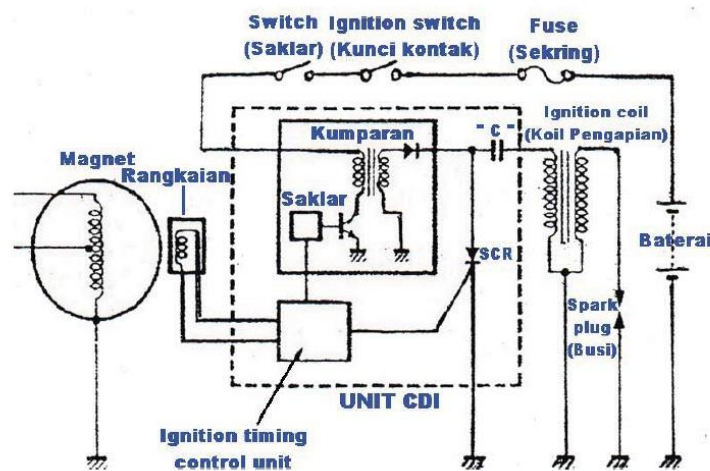 Switch
(Saklar)
Ignition switch
(Kunci kontak)
Fuse
(Sekring)
Magnet
Rangkaian
Kumparan
" C "
Ignition coil
(Koil Pengapian)
Saklar
SCR
Baterai
Spark
plug
(Busi)
UNIT CDI
Ignition timing
control unit